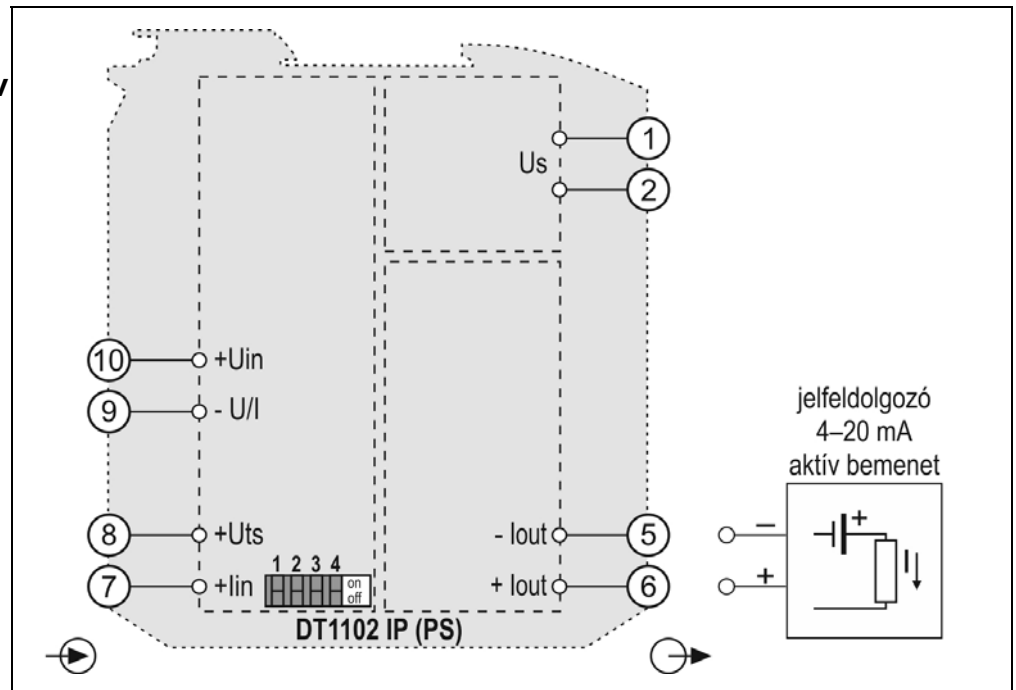 v
1
Us
2
10
+Uin
9
- U/I
8
+Uts
7
+Iin
1 2 3 4
on
off
- Iout
5
+ Iout
6
DT1102 IP (PS)
jelfeldolgozó
4–20 mA
aktív bemenet
–
+
+
I